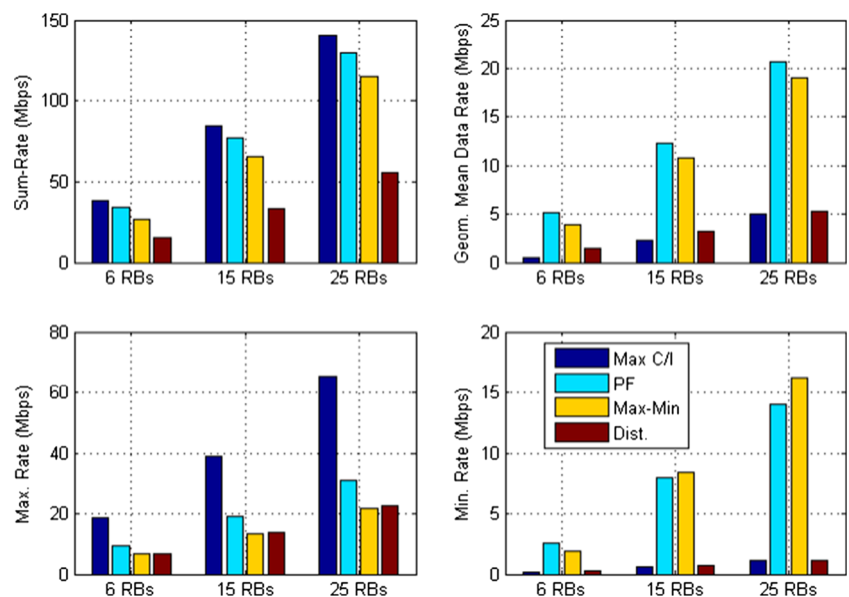 150
100
50
0
Sum-Rate (Mbps)
6 RBs
15 RBs
25 RBs
25
20
15
10
5
0
Geom. Mean Data Rate (Mbps)
6 RBs
15 RBs
25 RBs
80
60
40
20
0
Max. Rate (Mbps)
6 RBs
15 RBs
25 RBs
20
15
10
5
0
Min. Rate (Mbps)
Max C/I
PF
Max-Min
Dist.
6 RBs
15 RBs
25 RBs